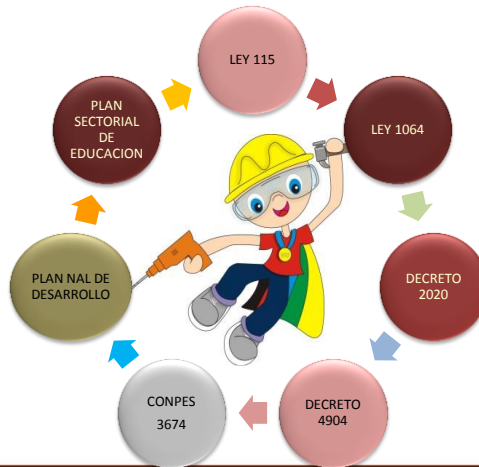 LEY 115
LEY 1064
DECRETO
2020
DECRETO
4904
CONPES
3674
PLAN NAL DE
DESARROLLO
PLAN
SECTORIAL
DE
EDUCACION